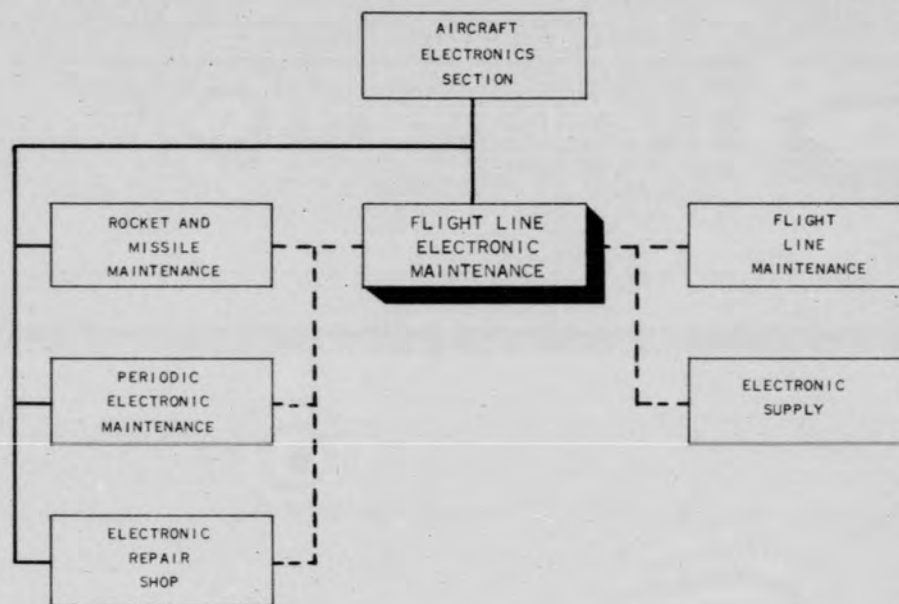 AIRCRAFT
ELECTRONICS
SECTION
ROCKET AND
MISSILE
MAINTENANCE
FLIGHT LINE
ELECTRONIC
MAINTENANCE
FLIGHT
LINE
MAINTENANCE
PERIODIC
ELECTRONIC
MAINTENANCE
ELECTRONIC
SUPPLY
ELECTRONIC
REPAIR
SHOP